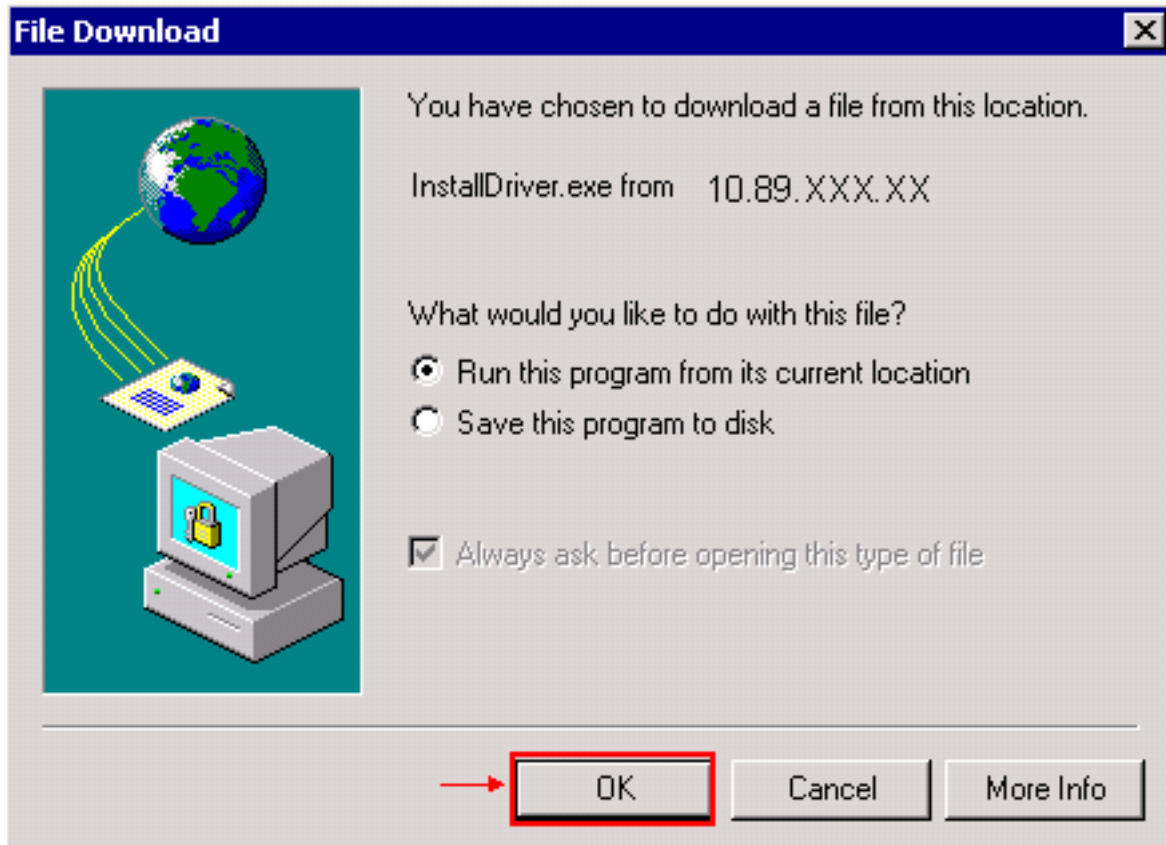 File Download
You have chosen to download a file from this location.
InstallDriver.exe from 10.89.XXX.XX
What would you like to do with this file?
Run this program from its current location
Save this program to disk
Always ask before opening this type of file
OK
Cancel
More Info